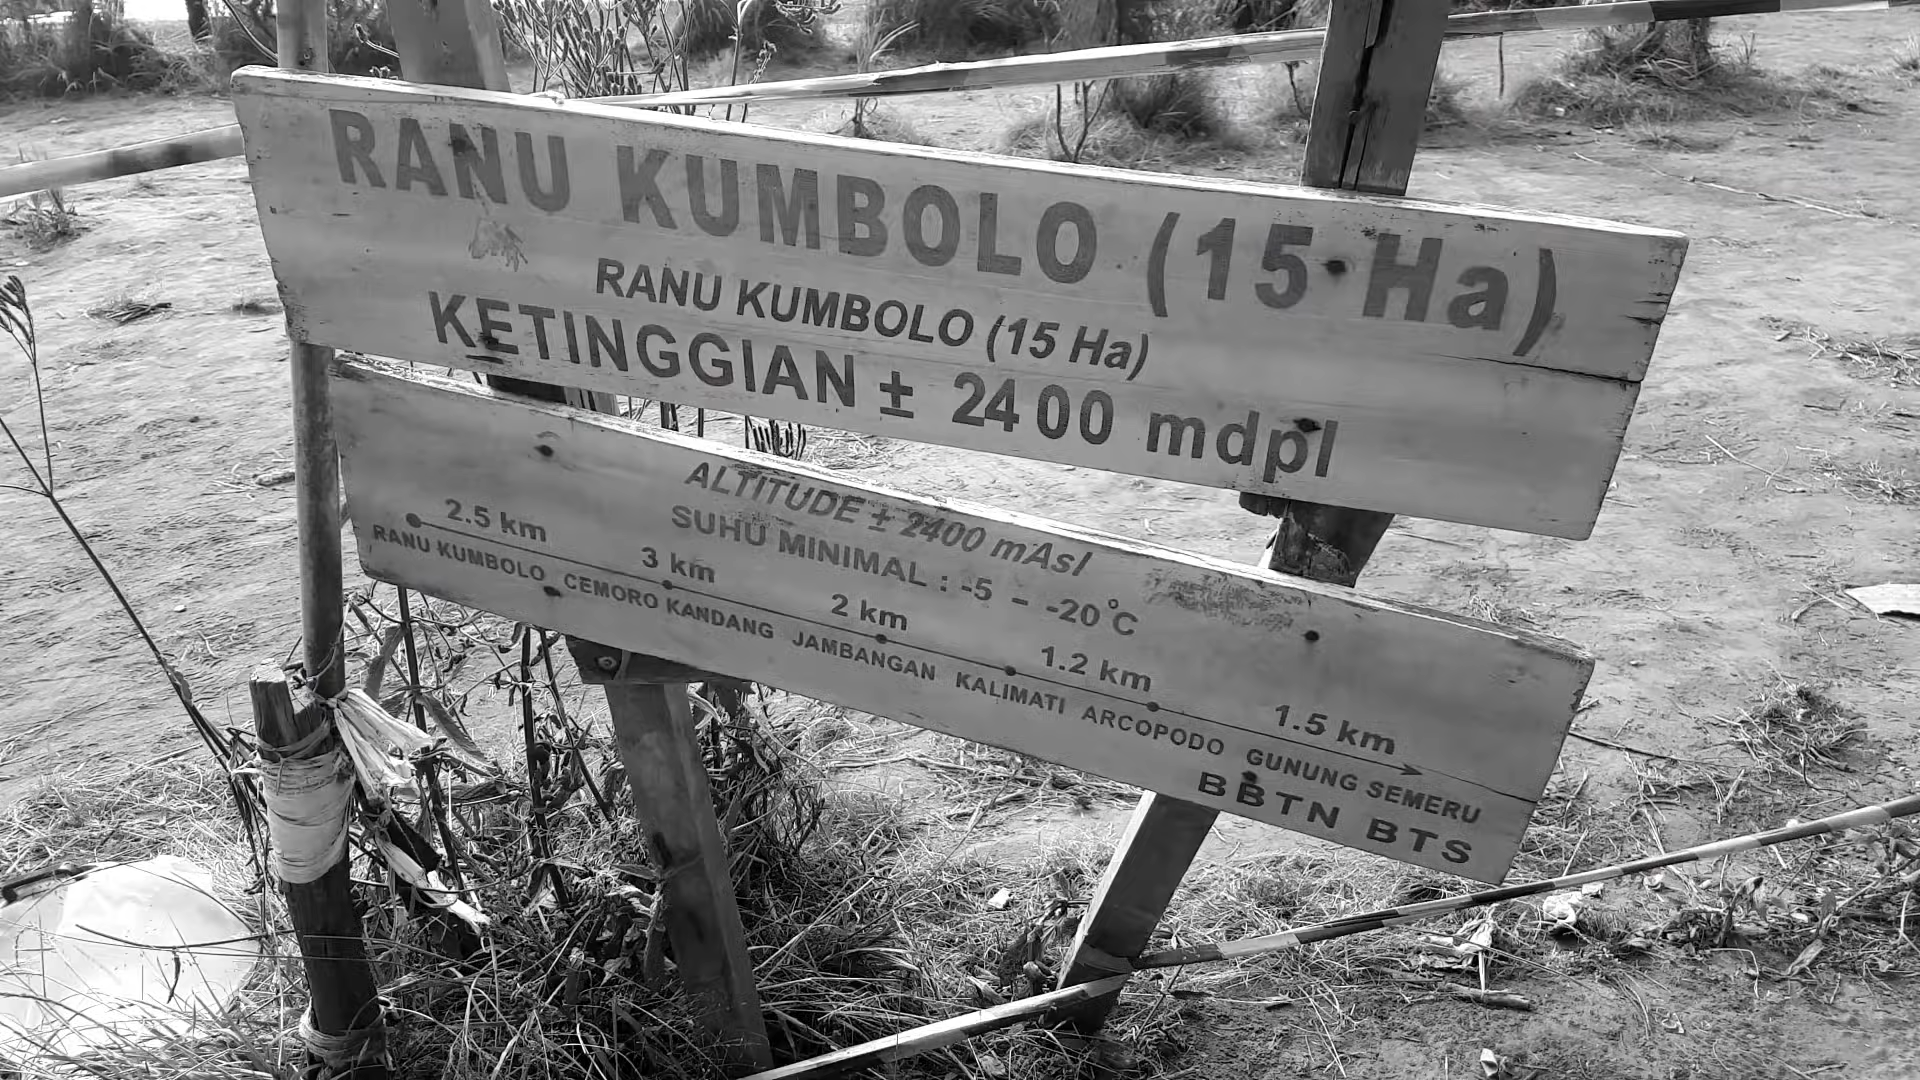 RANU KUMBOLO (15 Ha)
RANU KUMBOLO (15 Ha)
KETINGGIAN ± 2400 mdpl
ALTITUDE ± 2400 mAsl
SUHU MINIMAL : -5 - -20°C
2.5 km 3 km 2 km 1.2 km 1.5 km
RANU KUMBOLO CEMORO KANDANG JAMBANGAN KALIMATI ARCOPODO GUNUNG SEMERU
BBTN BTS